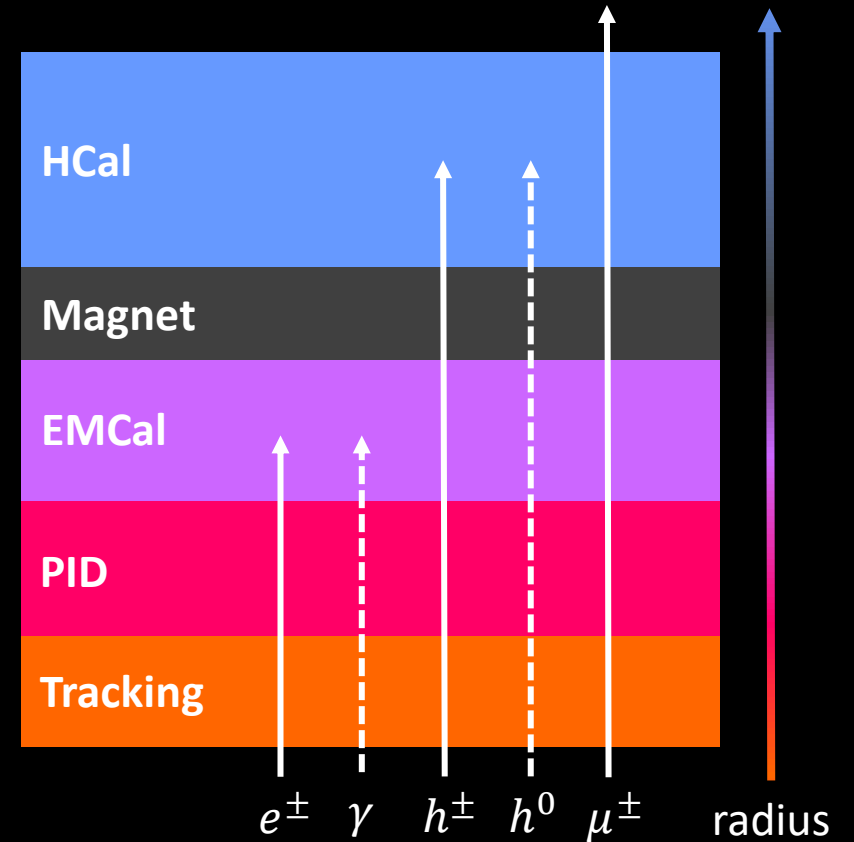 HCal
Magnet
EMCal
PID
Tracking
e± γ h± h⁰ μ± radius